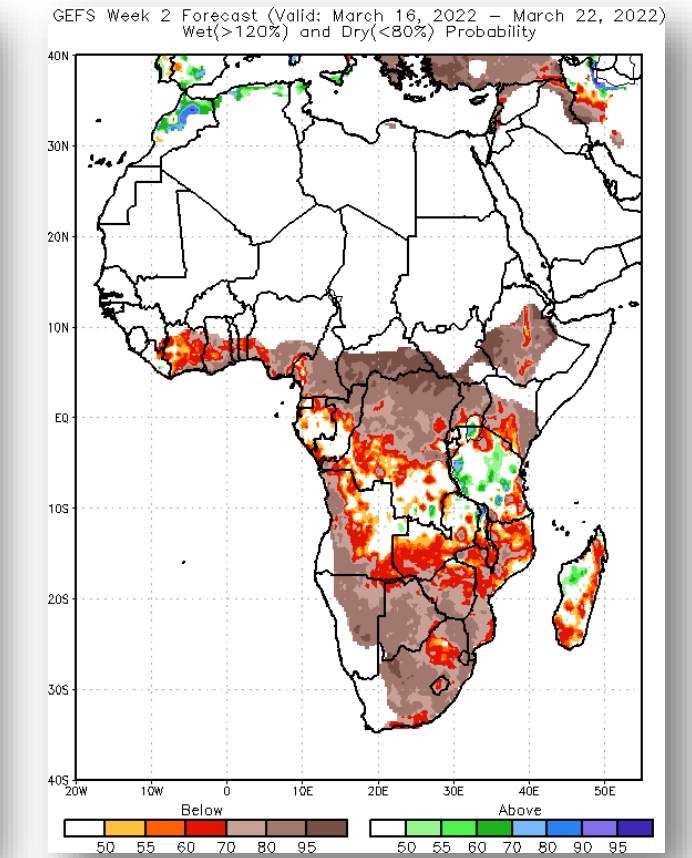 GEFS Week 2 Forecast (Valid: March 16, 2022 – March 22, 2022)
Wet(>120%) and Dry(<80%) Probability
40N
30N
20N
10N
EQ
10S
20S
30S
40S
20W 10W 0 10E 20E 30E 40E 50E
Below Above
50 55 60 70 80 95 50 55 60 70 80 90 95